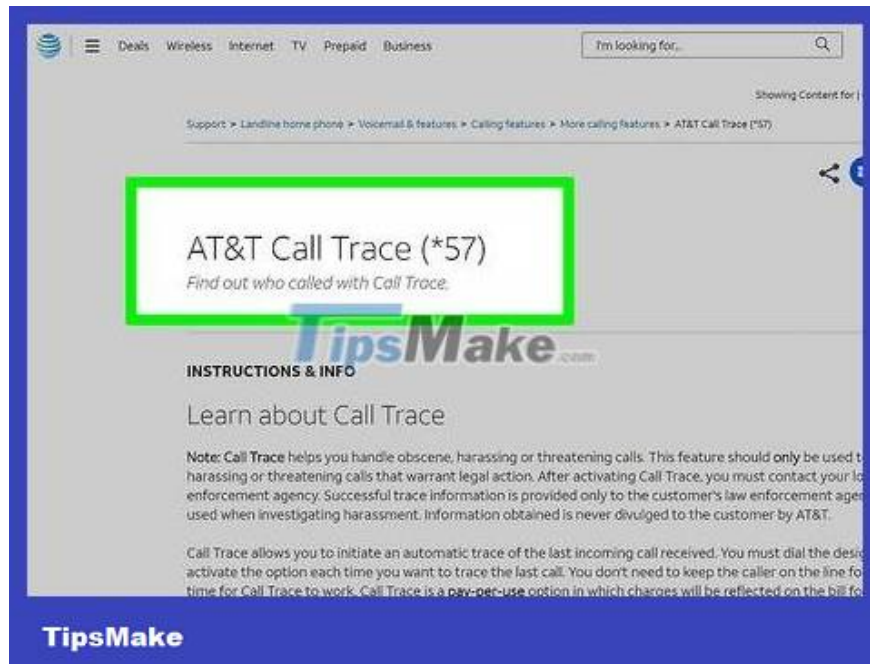 Deals Wireless Internet TV Prepaid Business I'm looking for...
Showing Content for
Support > Landline home phone > Voicemail & features > Calling features > More calling features > AT&T Call Trace (*57)
AT&T Call Trace (*57)
Find out who called with Call Trace.
TipsMake.com
INSTRUCTIONS & INFO
Learn about Call Trace
Note: Call Trace helps you handle obscene, harassing or threatening calls. This feature should only be used
harassing or threatening calls that warrant legal action. After activating Call Trace, you must contact your
enforcement agency. Successful trace information is provided only to the customer's law enforcement
used when investigating harassment. Information obtained is never divulged to the customer by AT&T.
Call Trace allows you to initiate an automatic trace of the last incoming call received. You must dial the
activate the option each time you want to trace the last call. You don't need to keep the caller on the line
time for Call Trace to work. Call Trace is a pay-per-use option in which charges will be reflected on the bill
TipsMake